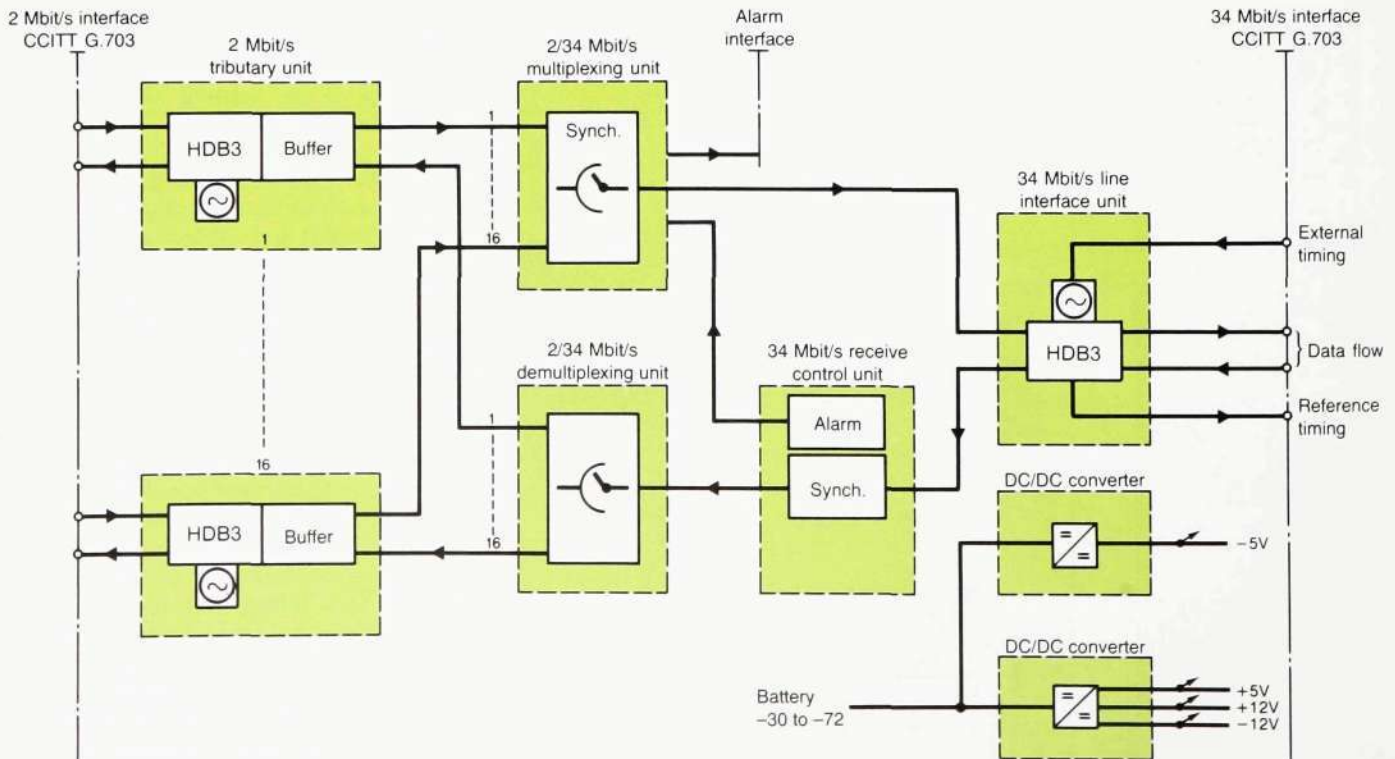 2 Mbit/s interface
CCITT G.703
2 Mbit/s
tributary unit
2/34 Mbit/s
multiplexing unit
Alarm
interface
34 Mbit/s interface
CCITT G.703
HDB3
Buffer
1
16
Synch.
1
16
34 Mbit/s line
interface unit
External
timing
HDB3
Data flow
Reference
timing
2/34 Mbit/s
demultiplexing unit
1
16
34 Mbit/s receive
control unit
Alarm
Synch.
HDB3
Buffer
DC/DC converter
=
=
−5V
DC/DC converter
=
=
+5V
+12V
−12V
Battery
−30 to −72